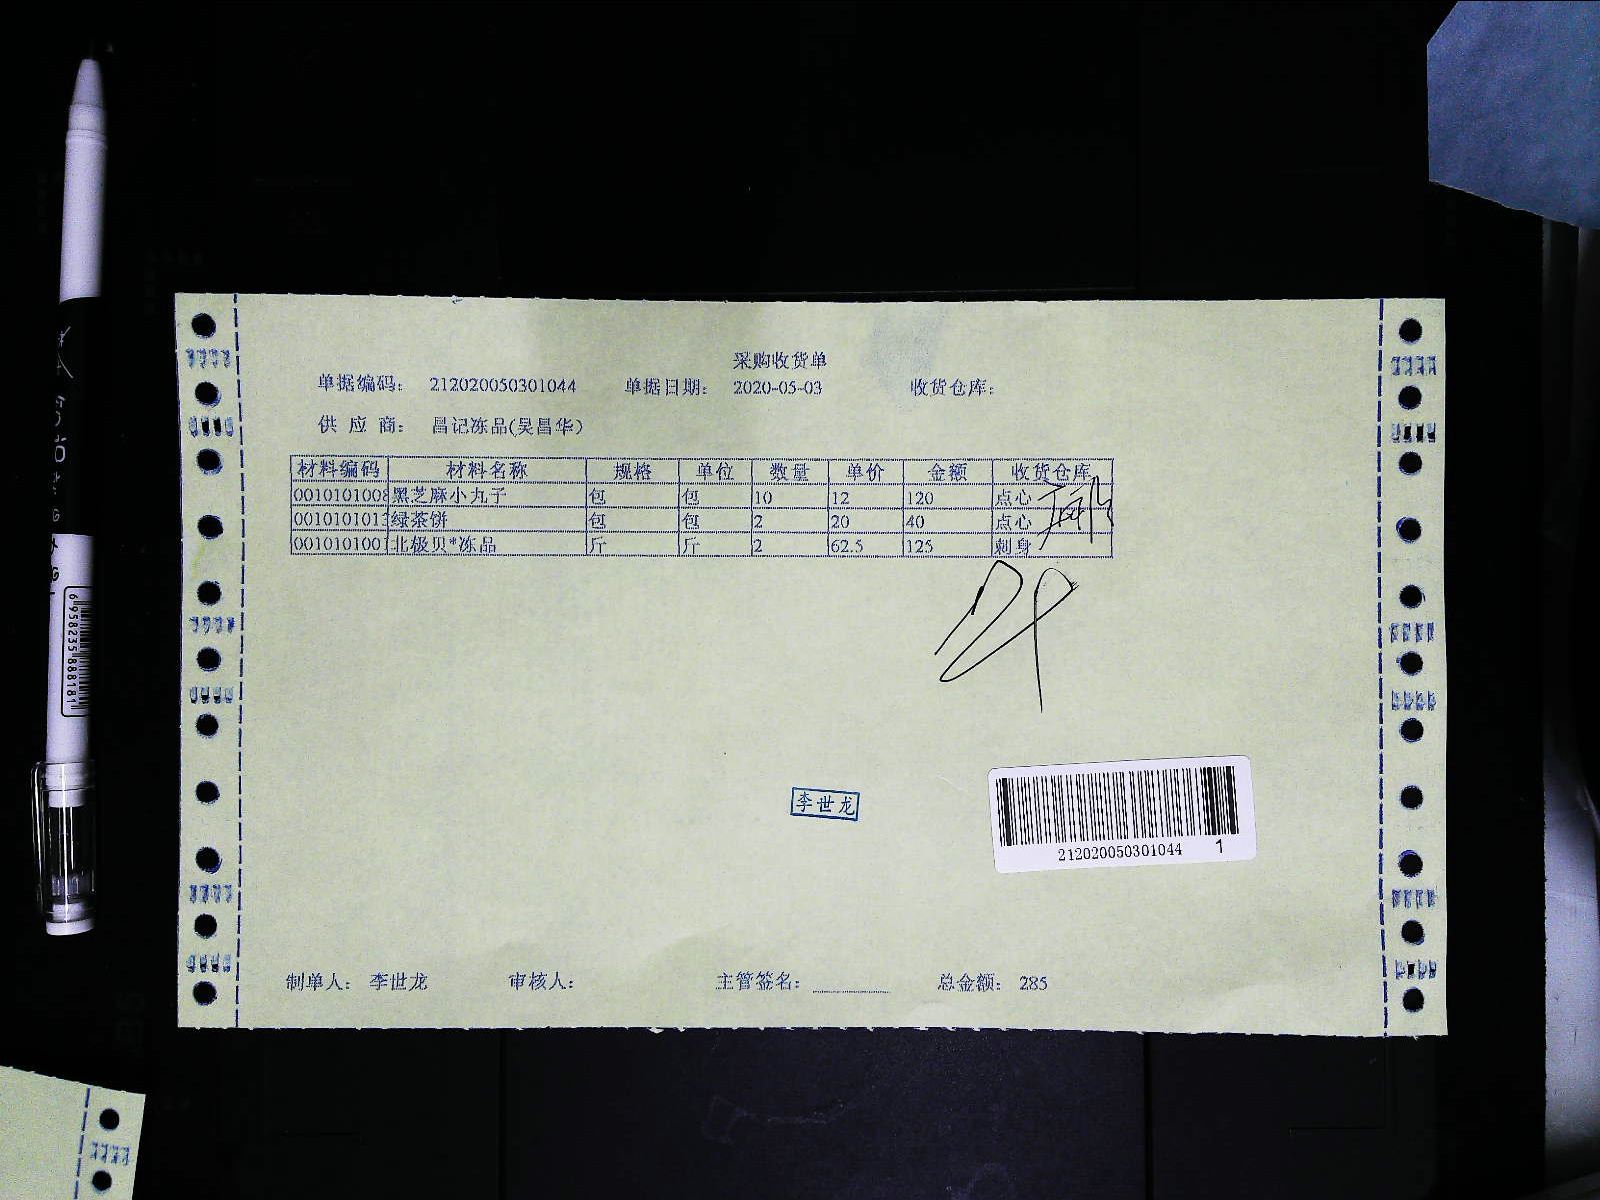 采购收货单
单据编码: 212020050301044 单据日期: 2020-05-03 收货仓库:
供 应 商: 昌记冻品(吴昌华)
材料编码 材料名称 规格 单位 数量 单价 金额 收货仓库
0010101008 黑芝麻小丸子 包 包 10 12 120 点心
001010101 绿茶饼 包 包 2 20 40 点心
001010100 北极贝*冻品 斤 斤 2 62.5 125 刺身
李世龙
212020050301044 1
制单人: 李世龙 审核人: 主管签名: 总金额: 285
6958235888181